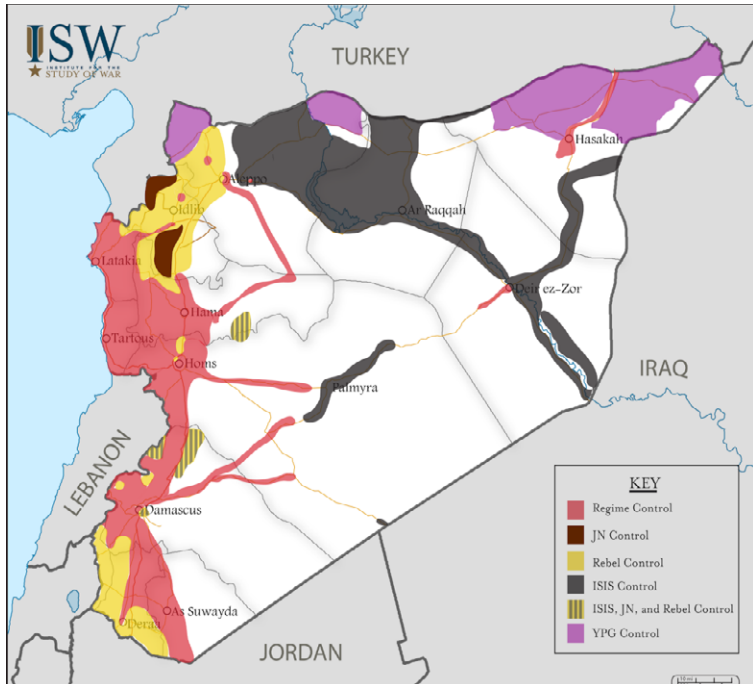 ISW
INSTITUTE FOR THE
STUDY OF WAR
TURKEY
Hasakah
Aleppo
Idlib
Ar Raqqah
Latakia
Deir ez-Zor
Hama
Tartous
Homs
IRAQ
Palmyra
LEBANON
Damascus
As Suwayda
Deraa
JORDAN
KEY
Regime Control
JN Control
Rebel Control
ISIS Control
ISIS, JN, and Rebel Control
YPG Control